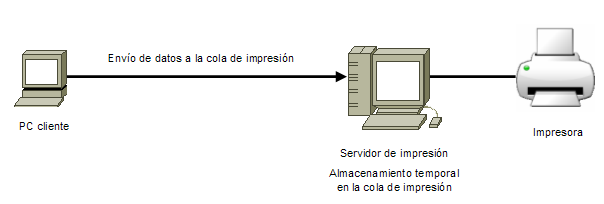 Envío de datos a la cola de impresión
PC cliente
Impresora
Servidor de impresión
Almacenamiento temporal
en la cola de impresión